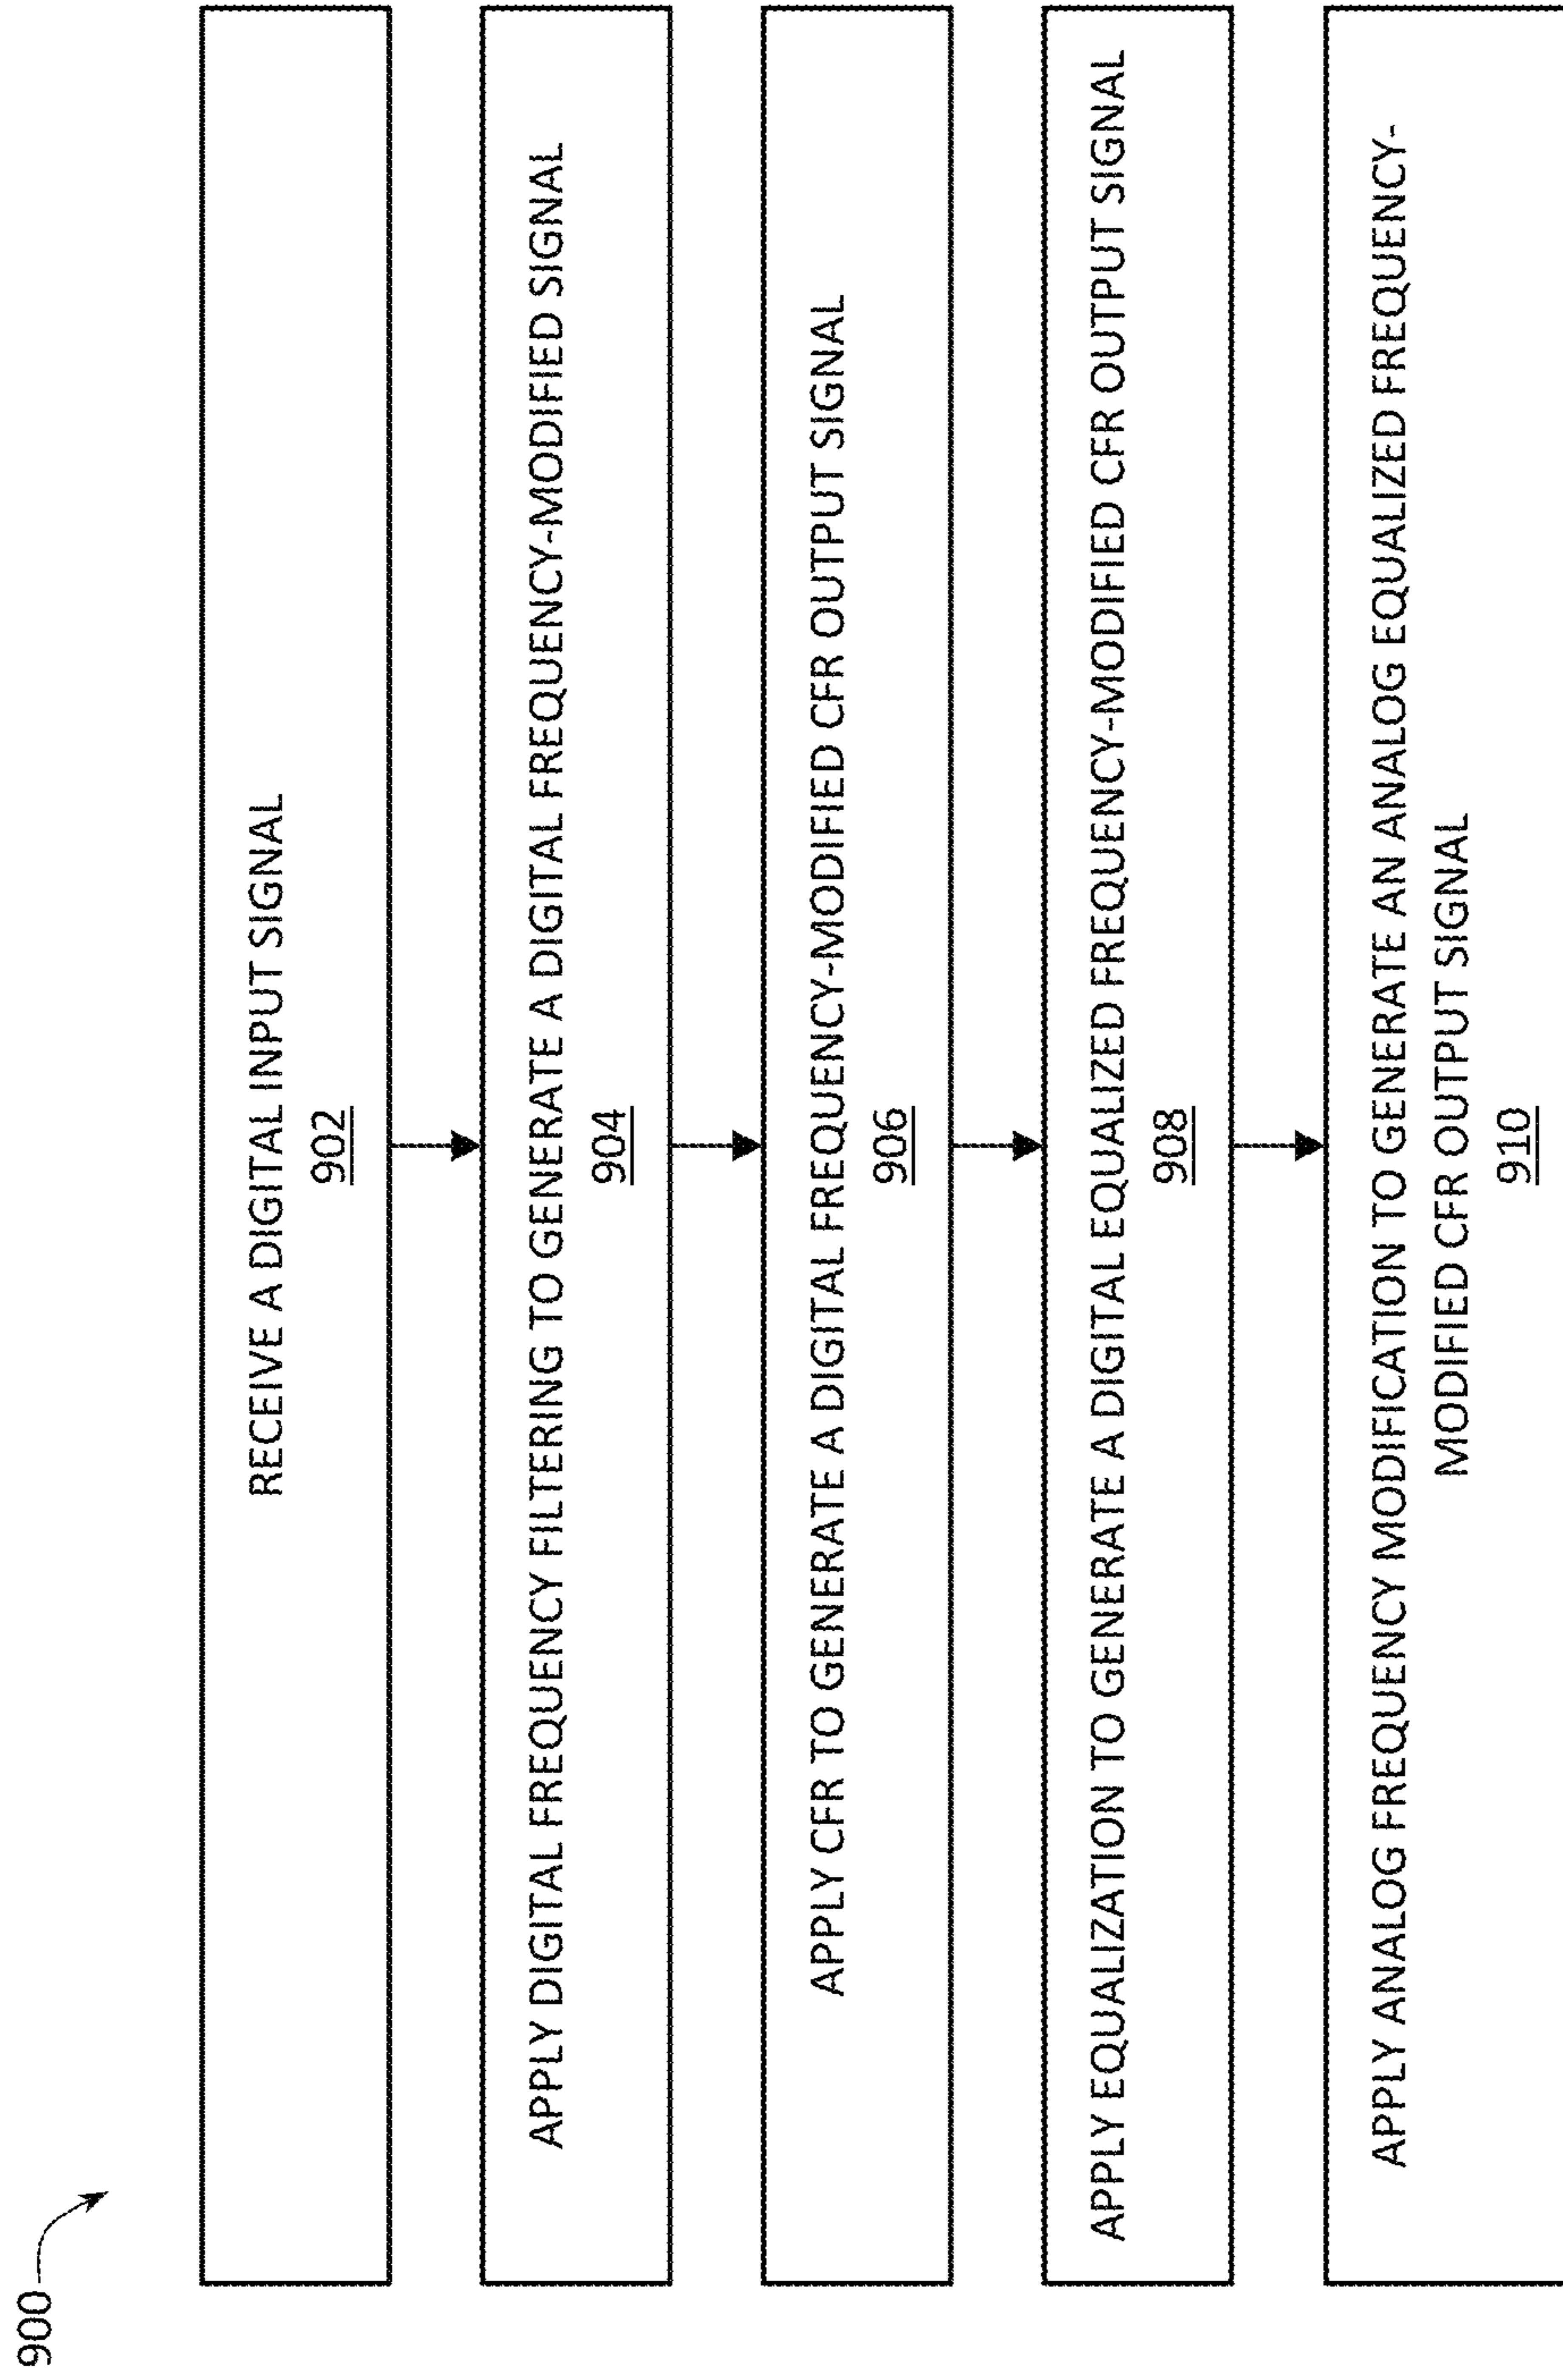 900
RECEIVE A DIGITAL INPUT SIGNAL
902
APPLY DIGITAL FREQUENCY FILTERING TO GENERATE A DIGITAL FREQUENCY-MODIFIED SIGNAL
904
APPLY CFR TO GENERATE A DIGITAL FREQUENCY-MODIFIED CFR OUTPUT SIGNAL
906
APPLY EQUALIZATION TO GENERATE A DIGITAL EQUALIZED FREQUENCY-MODIFIED CFR OUTPUT SIGNAL
908
APPLY ANALOG FREQUENCY MODIFICATION TO GENERATE AN ANALOG EQUALIZED FREQUENCY-
MODIFIED CFR OUTPUT SIGNAL
910